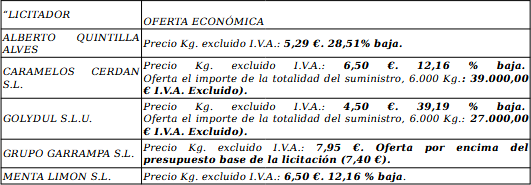 “LICITADOR
OFERTA ECONÓMICA
ALBERTO QUINTILLA
ALVES
Precio Kg. excluido I.V.A.: 5,29 €. 28,51% baja.
CARAMELOS CERDAN
S.L.
Precio Kg. excluido I.V.A.: 6,50 €. 12,16 % baja.
Oferta el importe de la totalidad del suministro, 6.000 Kg.: 39.000,00
€ I.V.A. Excluido).
GOLYDUL S.L.U.
Precio Kg. excluido I.V.A.: 4,50 €. 39,19 % baja.
Oferta el importe de la totalidad del suministro, 6.000 Kg.: 27.000,00
€ I.V.A. Excluido).
GRUPO GARRAMPA S.L.
Precio Kg. excluido I.V.A.: 7,95 €. Oferta por encima del
presupuesto base de la licitación (7,40 €).
MENTA LIMON S.L.
Precio Kg. excluido I.V.A.: 6,50 €. 12,16 % baja.